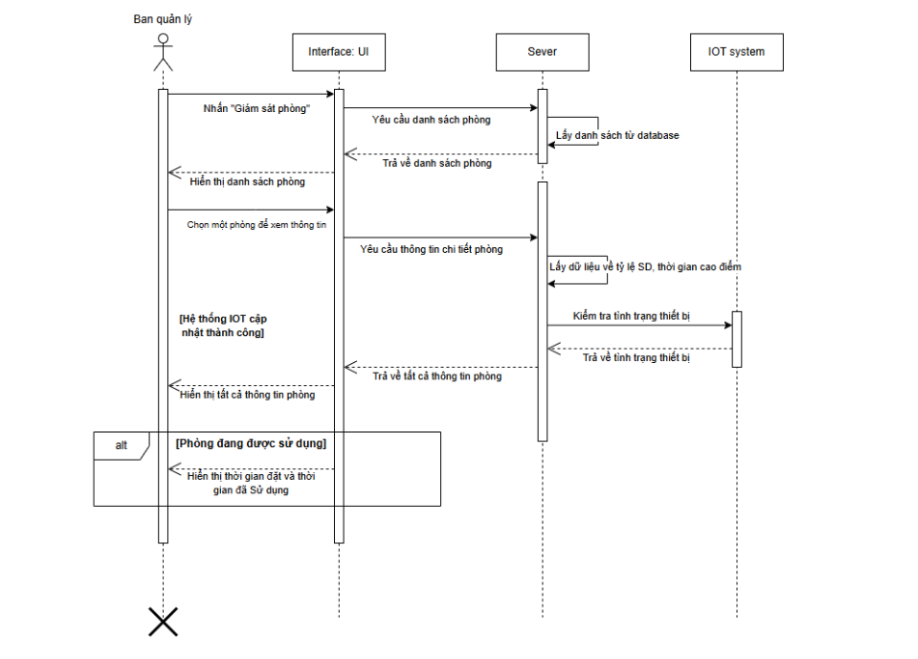 Ban quản lý
Interface: UI
Sever
IOT system
Nhấn "Giám sát phòng"
Yêu cầu danh sách phòng
Lấy danh sách từ database
Trả về danh sách phòng
Hiển thị danh sách phòng
Chọn một phòng để xem thông tin
Yêu cầu thông tin chi tiết phòng
Lấy dữ liệu về tỷ lệ SD, thời gian cao điểm
Kiểm tra tình trạng thiết bị
[Hệ thống IOT cập
nhật thành công]
Trả về tình trạng thiết bị
Trả về tất cả thông tin phòng
Hiển thị tất cả thông tin phòng
alt
[Phòng đang được sử dụng]
Hiển thị thời gian đặt và thời
gian đã Sử dụng